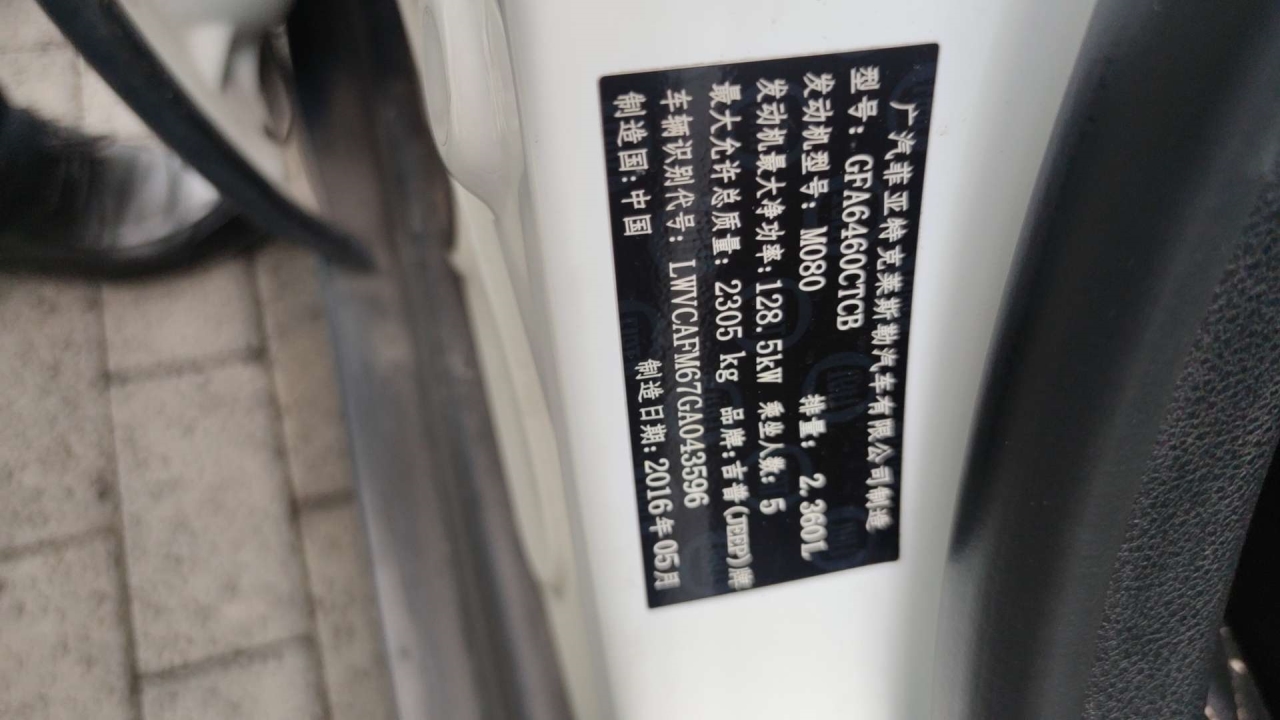 广汽菲亚特克莱斯勒汽车有限公司制造
型号：GFA6460CTCB 排量：2.360L
发动机型号：M080
发动机最大净功率:128.5kW 乘坐人数：5
最大允许总质量：2305 kg 品牌:吉普(JEEP)牌
车辆识别代号：LWVCAFM67GA043596
制造国:中国 制造日期:2016年05月